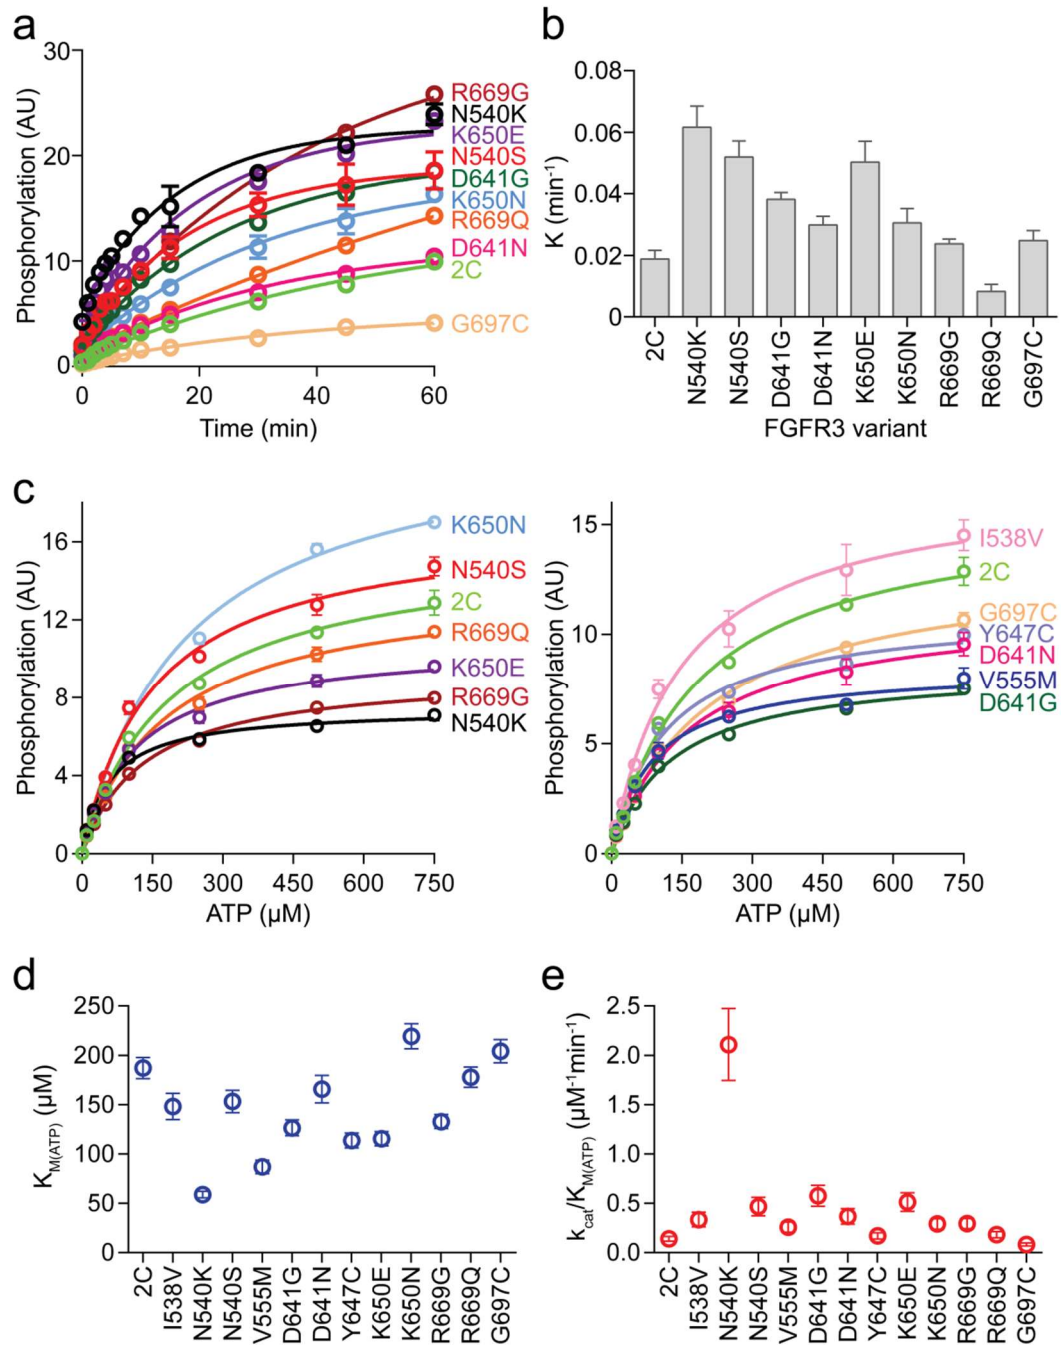 a
30
20
10
0
Phosphorylation (AU)
0
20
40
60
Time (min)
R669G
N540K
K650E
N540S
D641G
K650N
R669Q
D641N
2C
G697C
b
0.08
0.06
0.04
0.02
0
K (min⁻¹)
2C
N540K
N540S
D641G
D641N
K650E
K650N
R669G
R669Q
G697C
FGFR3 variant
c
16
12
8
4
0
Phosphorylation (AU)
0
150
300
450
600
750
ATP (µM)
K650N
N540S
2C
R669Q
K650E
R669G
N540K
15
10
5
0
Phosphorylation (AU)
0
150
300
450
600
750
ATP (µM)
I538V
2C
G697C
Y647C
D641N
V555M
D641G
d
250
200
150
100
50
0
K_M(ATP) (µM)
2C
I538V
N540K
N540S
V555M
D641G
D641N
Y647C
K650E
K650N
R669G
R669Q
G697C
e
2.5
2.0
1.5
1.0
0.5
0.0
k_cat/K_M(ATP) (µM⁻¹min⁻¹)
2C
I538V
N540K
N540S
V555M
D641G
D641N
Y647C
K650E
K650N
R669G
R669Q
G697C